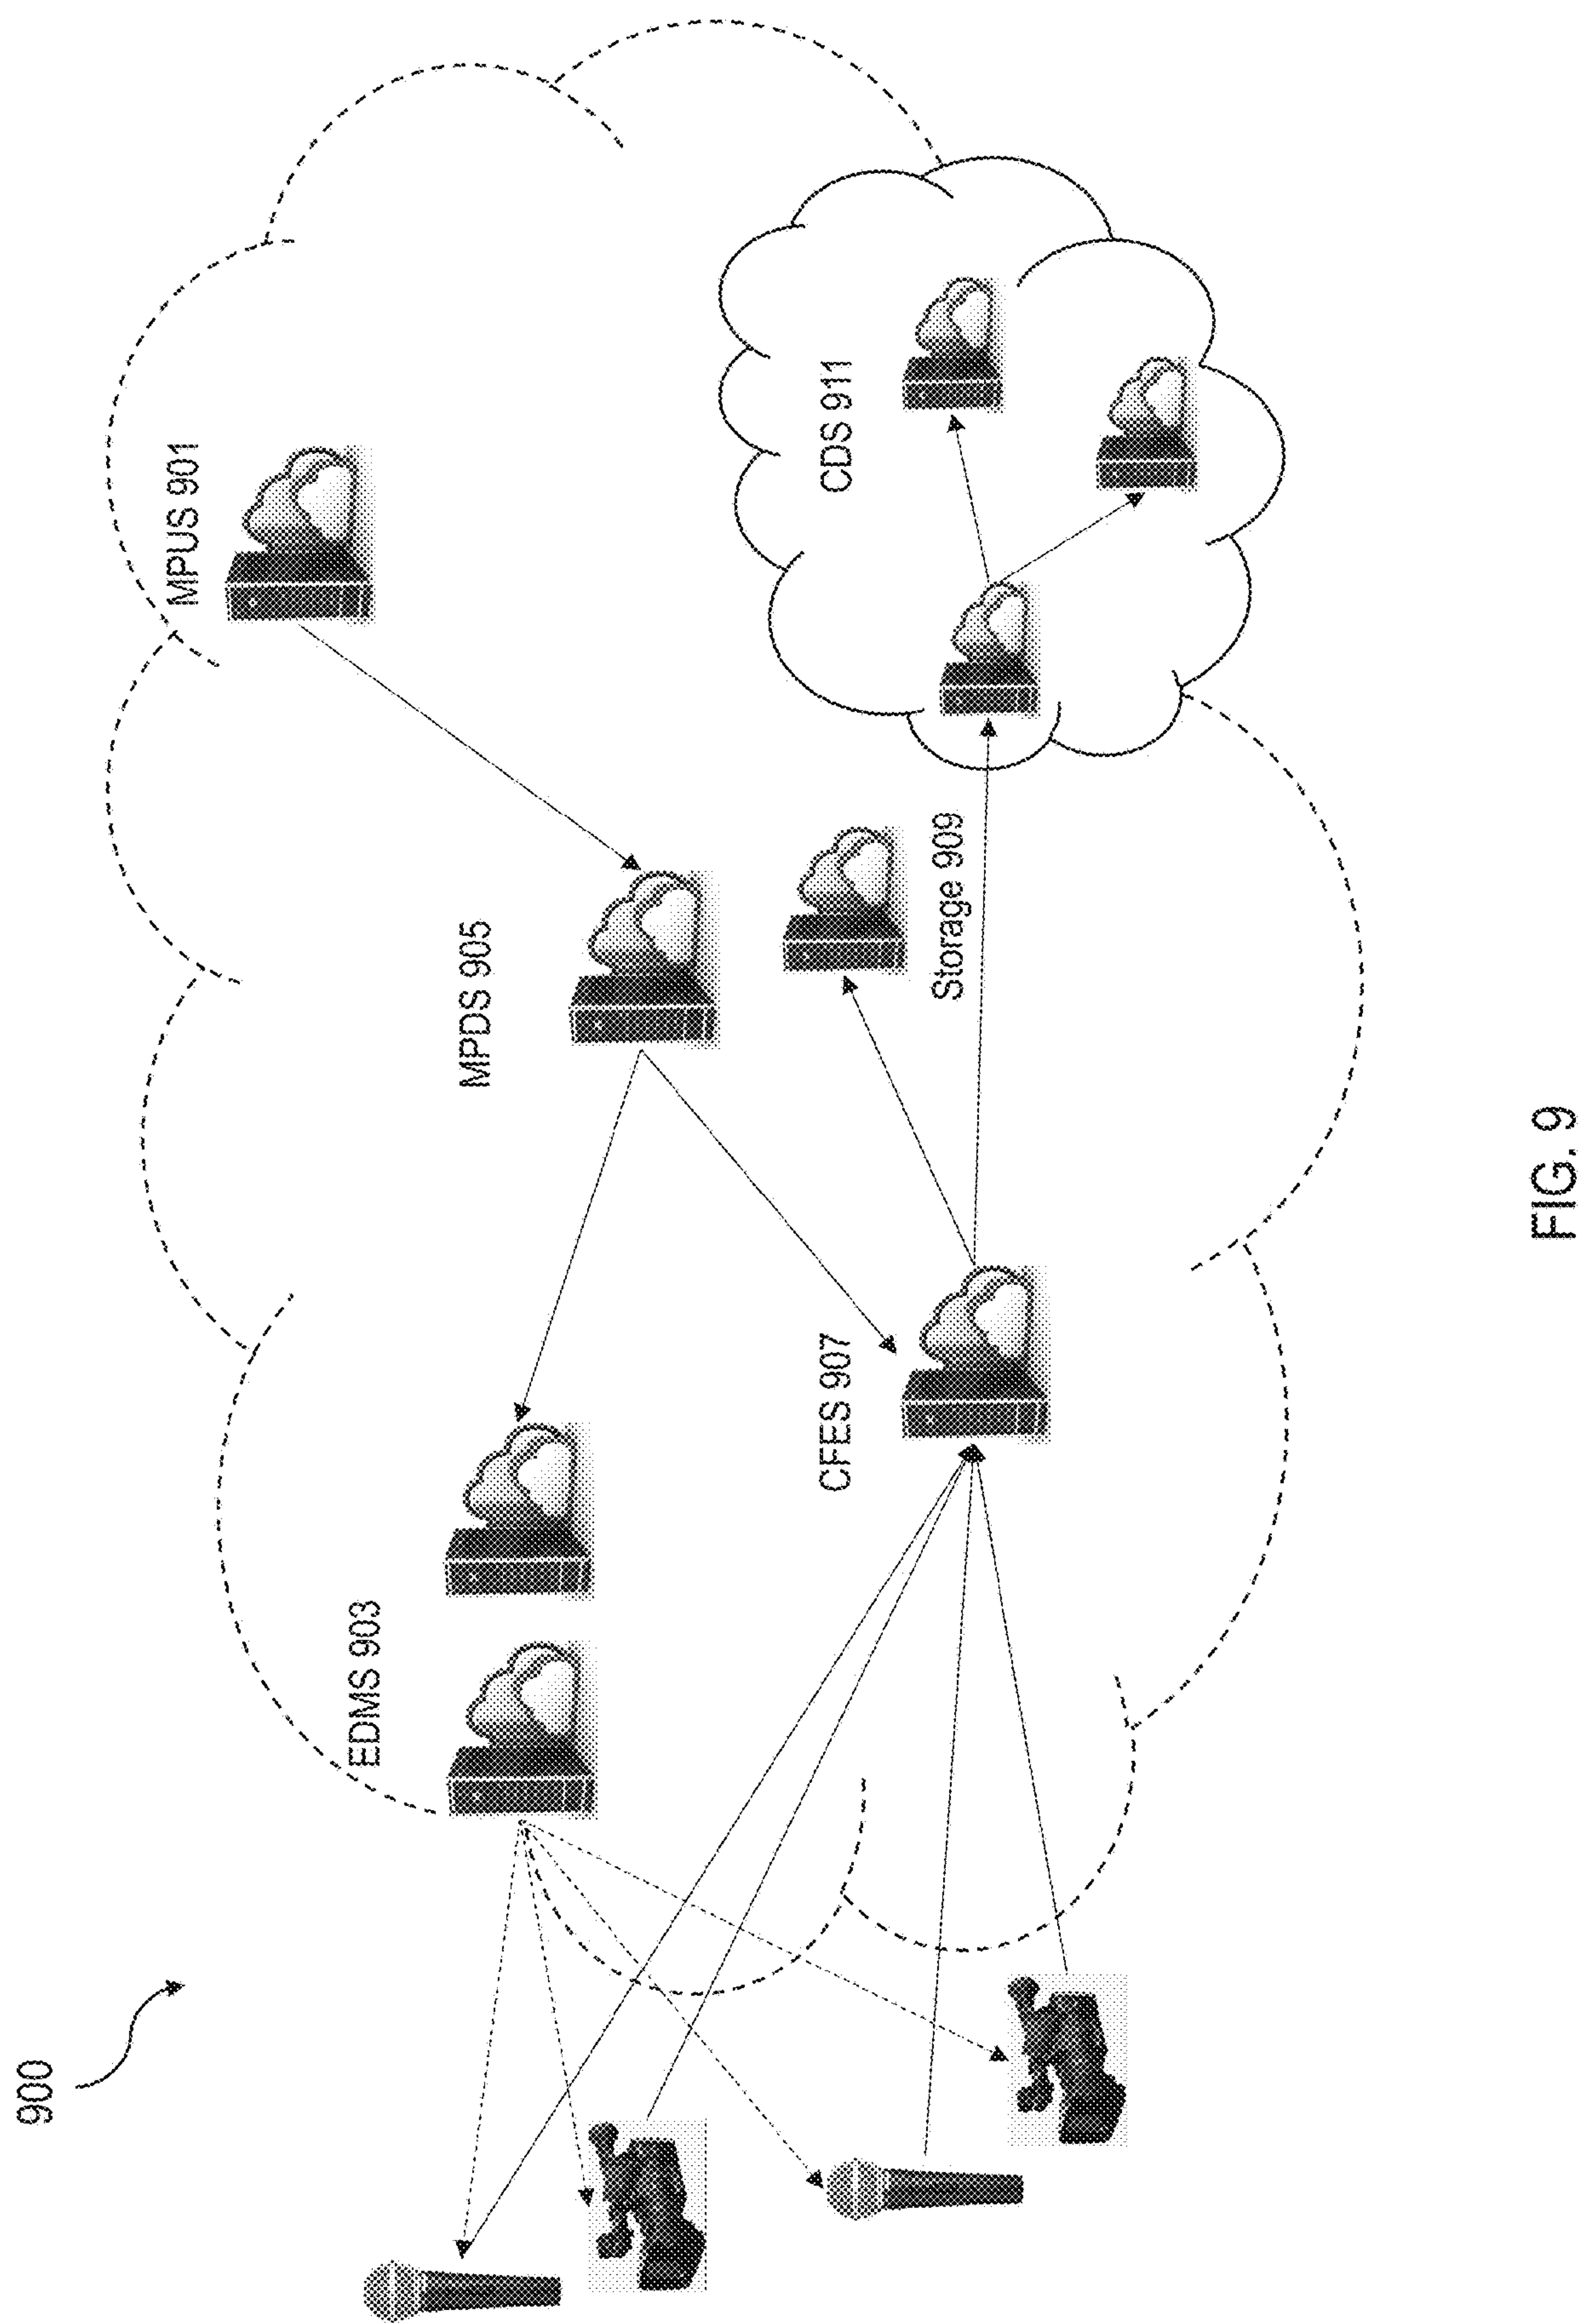 900
MPUS 901
EDMS 903
MPDS 905
CFES 907
Storage 909
CDS 911
FIG. 9